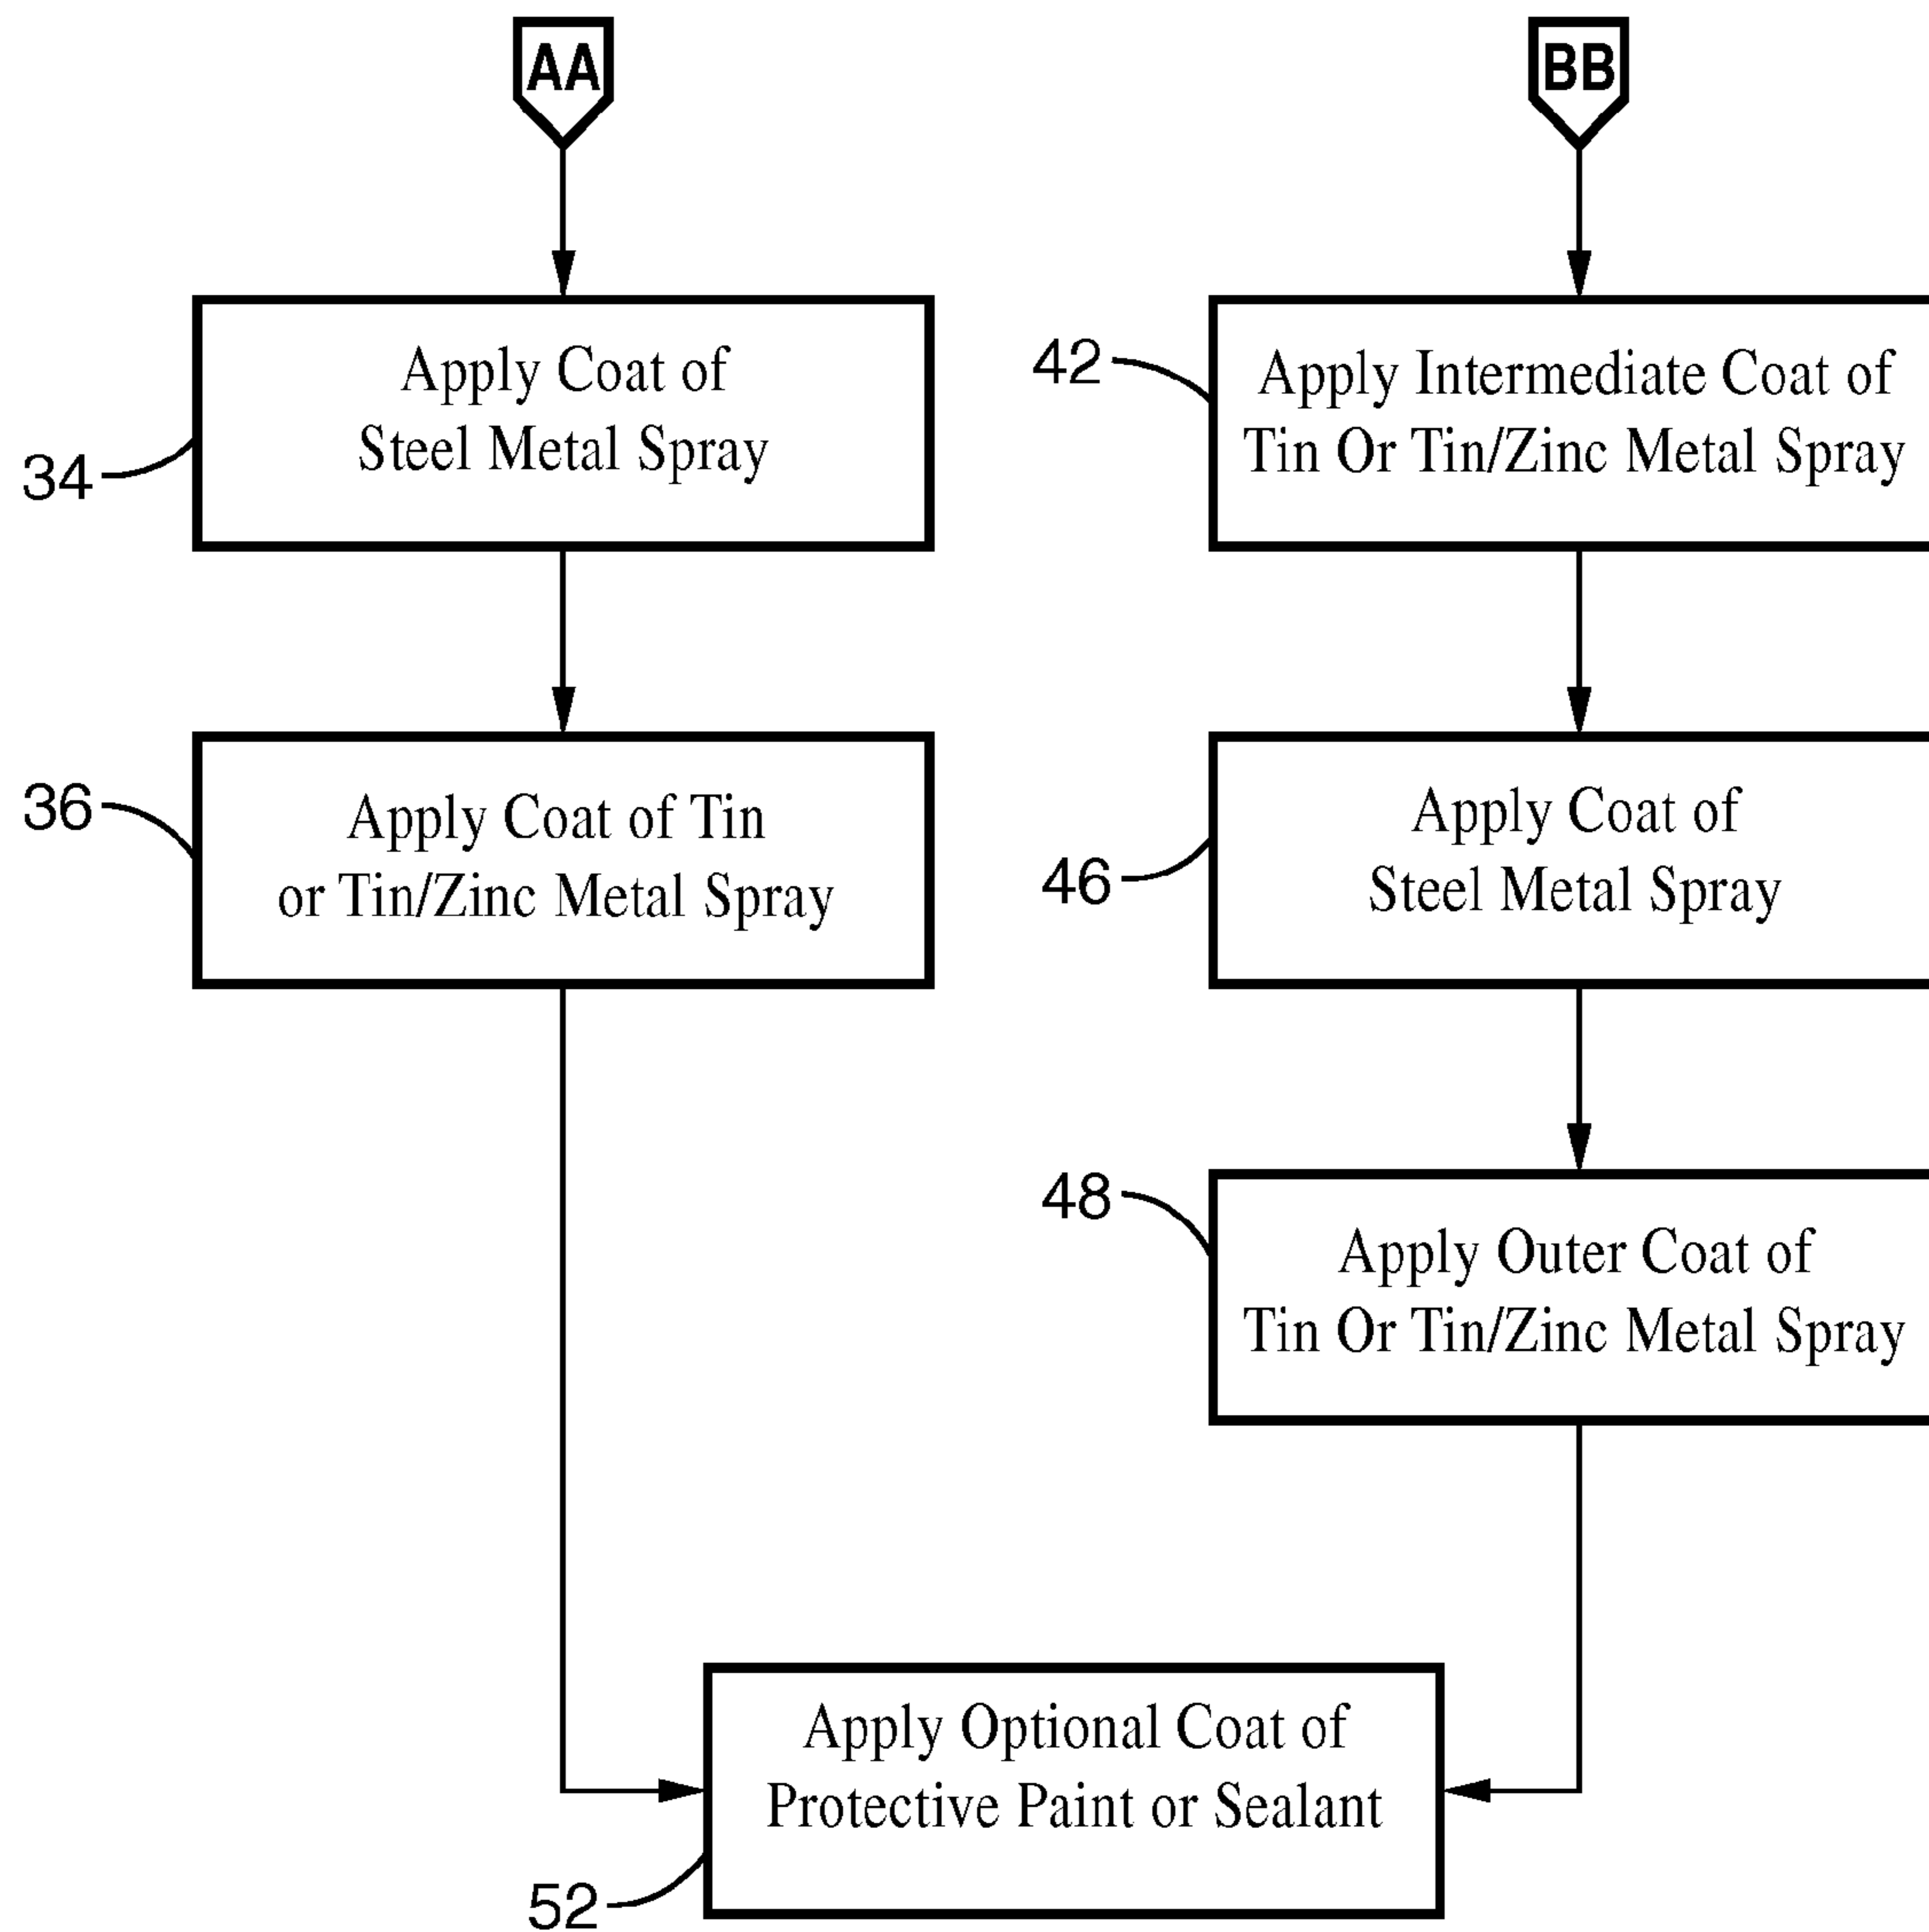 AA
BB
Apply Coat of
Steel Metal Spray
34
42
Apply Intermediate Coat of
Tin Or Tin/Zinc Metal Spray
36
Apply Coat of Tin
or Tin/Zinc Metal Spray
46
Apply Coat of
Steel Metal Spray
48
Apply Outer Coat of
Tin Or Tin/Zinc Metal Spray
Apply Optional Coat of
Protective Paint or Sealant
52